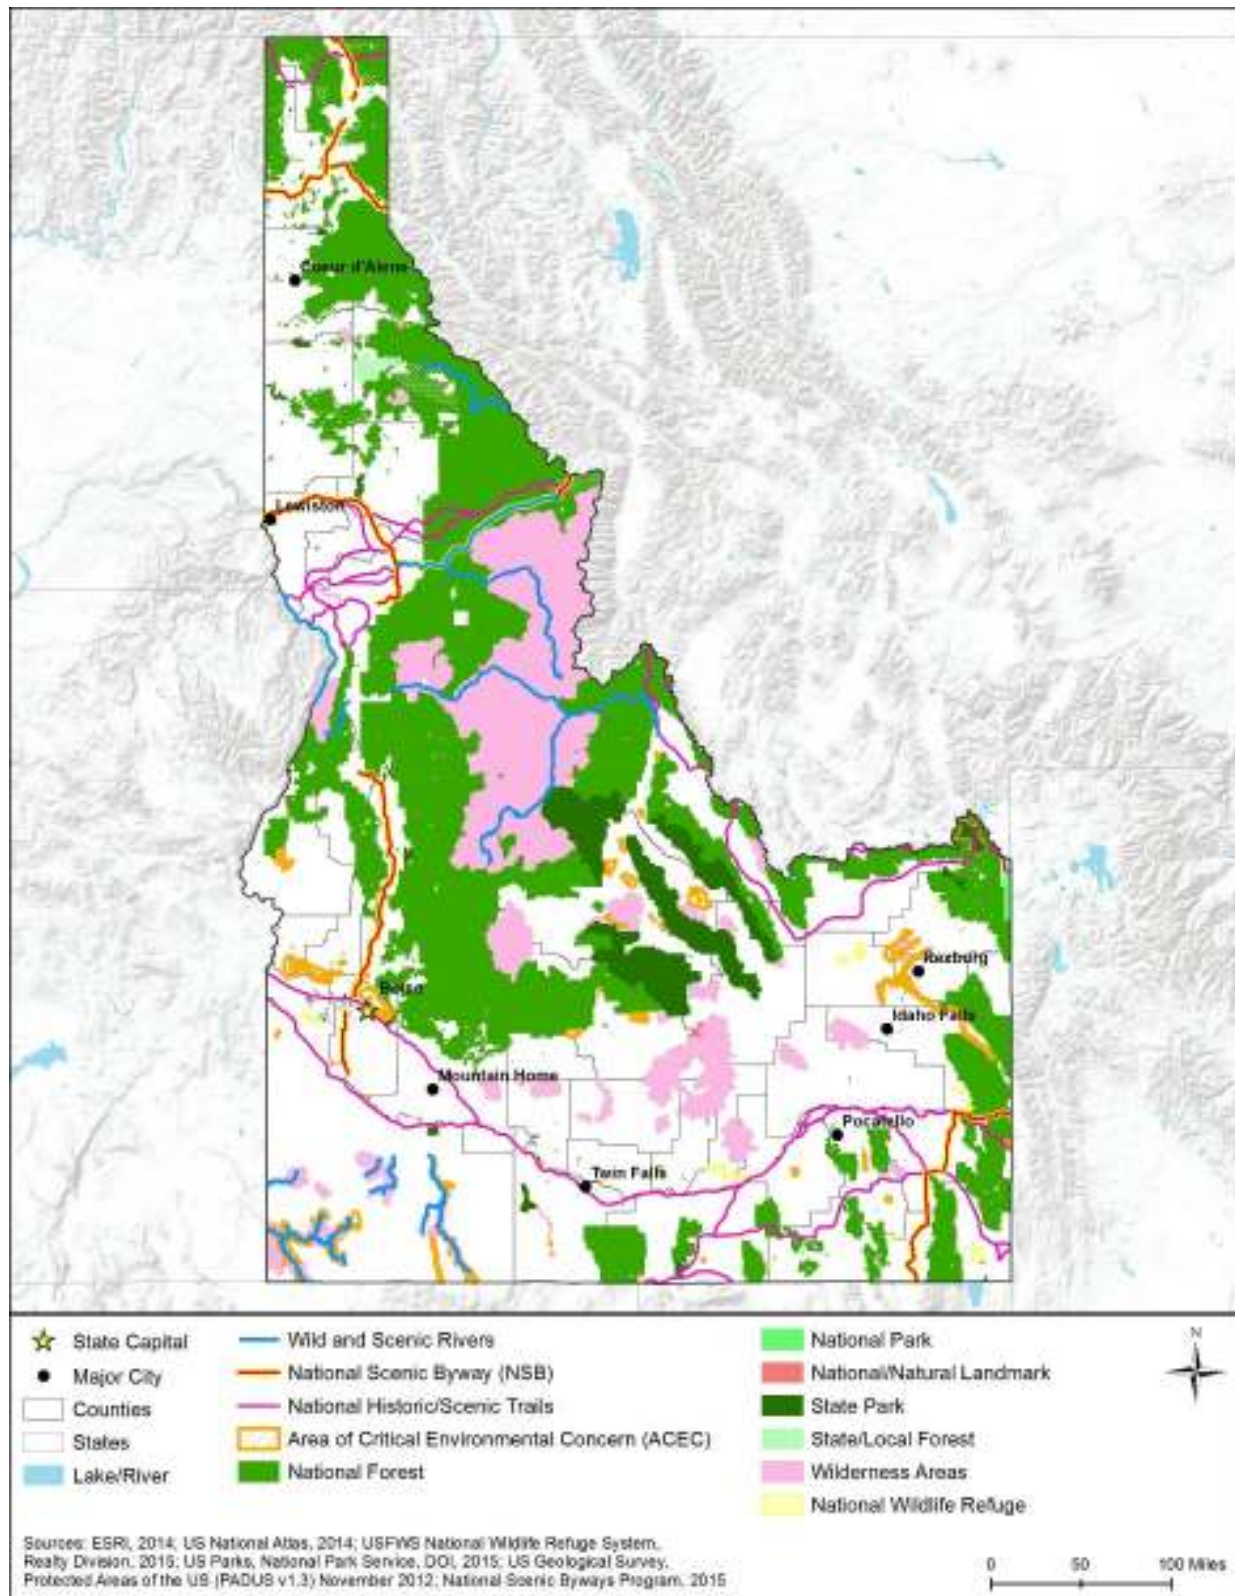 Coeur d'Alene
Lewiston
Rexburg
Boise
Idaho Falls
Mountain Home
Pocatello
Twin Falls
State Capital
Major City
Counties
States
Lake/River
Wild and Scenic Rivers
National Scenic Byway (NSB)
National Historic/Scenic Trails
Area of Critical Environmental Concern (ACEC)
National Forest
National Park
National/Natural Landmark
State Park
State/Local Forest
Wilderness Areas
National Wildlife Refuge
N
Sources: ESRI, 2014; US National Atlas, 2014; USFWS National Wildlife Refuge System,
Realty Division, 2015; US Parks, National Park Service, DOI, 2015; US Geological Survey,
Protected Areas of the US (PADUS v1.3) November 2012; National Scenic Byways Program, 2015
0 50 100 Miles